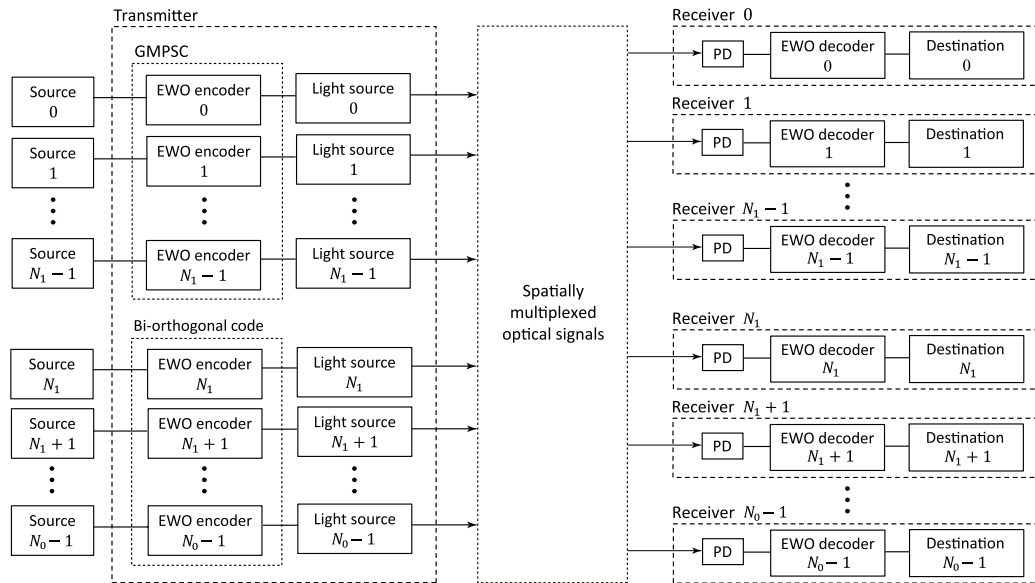 Transmitter
GMPSC
Source
0
EWO encoder
0
Light source
0
Source
1
EWO encoder
1
Light source
1
Source
N₁ − 1
EWO encoder
N₁ − 1
Light source
N₁ − 1
Bi-orthogonal code
Source
N₁
EWO encoder
N₁
Light source
N₁
Source
N₁ + 1
EWO encoder
N₁ + 1
Light source
N₁ + 1
Source
N₀ − 1
EWO encoder
N₀ − 1
Light source
N₀ − 1
Spatially
multiplexed
optical signals
Receiver 0
PD
EWO decoder
0
Destination
0
Receiver 1
PD
EWO decoder
1
Destination
1
Receiver N₁ − 1
PD
EWO decoder
N₁ − 1
Destination
N₁ − 1
Receiver N₁
PD
EWO decoder
N₁
Destination
N₁
Receiver N₁ + 1
PD
EWO decoder
N₁ + 1
Destination
N₁ + 1
Receiver N₀ − 1
PD
EWO decoder
N₀ − 1
Destination
N₀ − 1